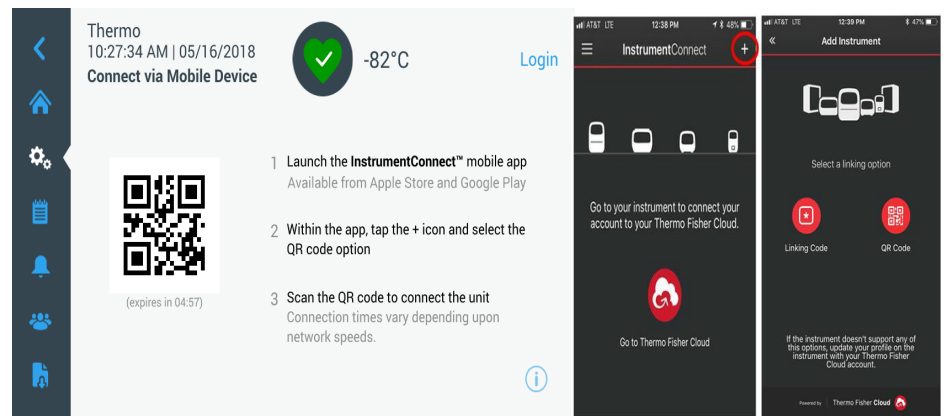 Thermo
10:27:34 AM | 05/16/2018
Connect via Mobile Device
-82°C
Login
(expires in 04:57)
1 Launch the InstrumentConnect™ mobile app
Available from Apple Store and Google Play
2 Within the app, tap the + icon and select the
QR code option
3 Scan the QR code to connect the unit
Connection times vary depending upon
network speeds.
AT&T LTE 12:38 PM 48%
InstrumentConnect +
Go to your instrument to connect your
account to your Thermo Fisher Cloud.
Go to Thermo Fisher Cloud
AT&T LTE 12:39 PM 47%
Add Instrument
Select a linking option
Linking Code
QR Code
If the instrument doesn't support any of
this options, update your profile on the
instrument with your Thermo Fisher
Cloud account.
Powered by Thermo Fisher Cloud